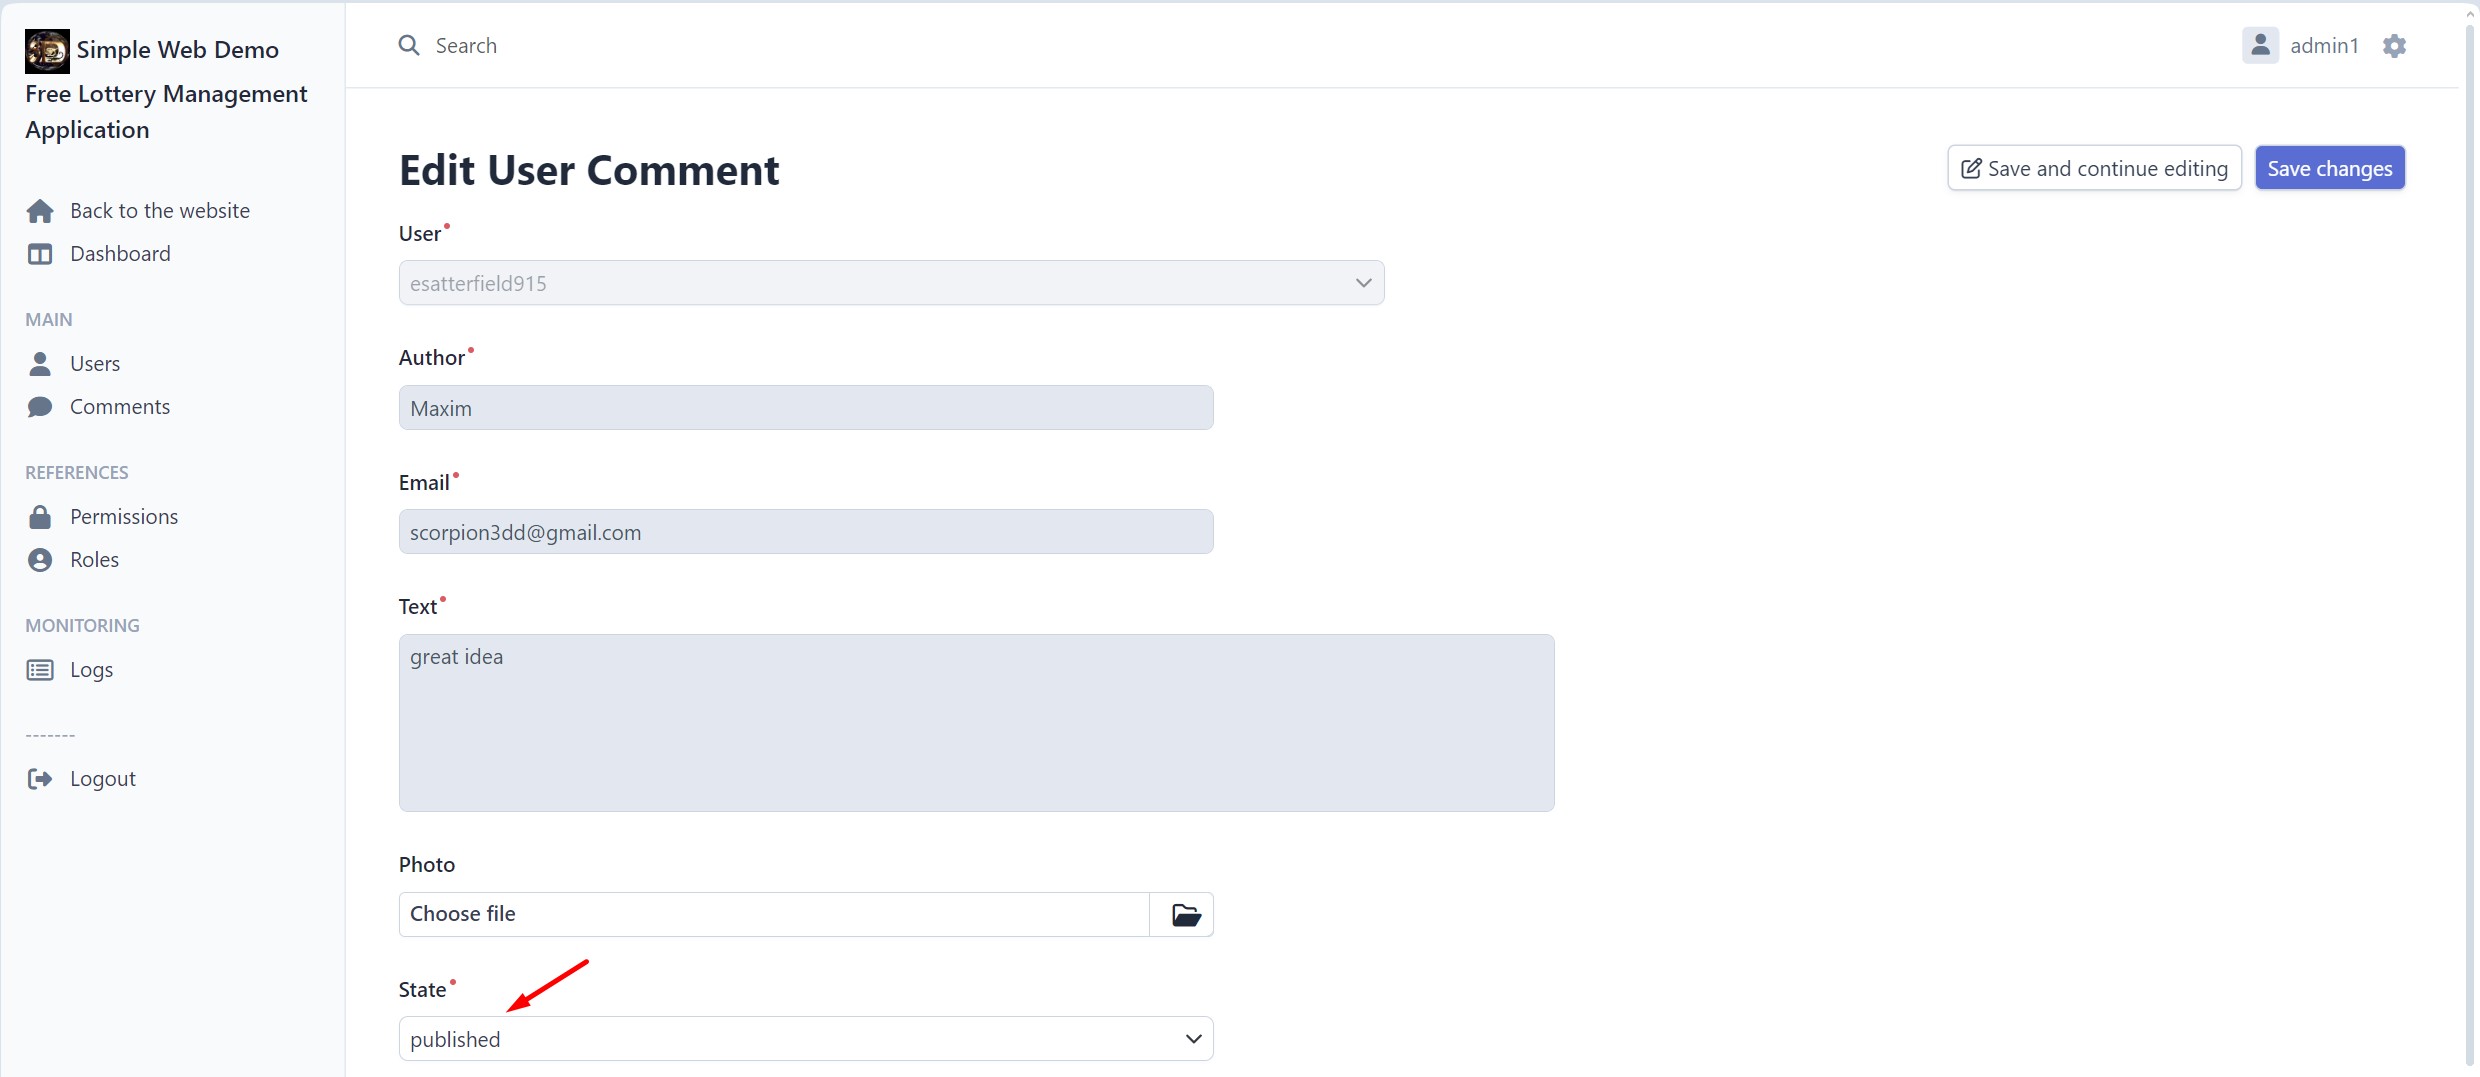 Simple Web Demo
Free Lottery Management
Application
Back to the website
Dashboard
MAIN
Users
Comments
REFERENCES
Permissions
Roles
MONITORING
Logs
-------
Logout
Search
admin1
Edit User Comment
Save and continue editing
Save changes
User
esatterfield915
Author
Maxim
Email
scorpion3dd@gmail.com
Text
great idea
Photo
Choose file
State
published